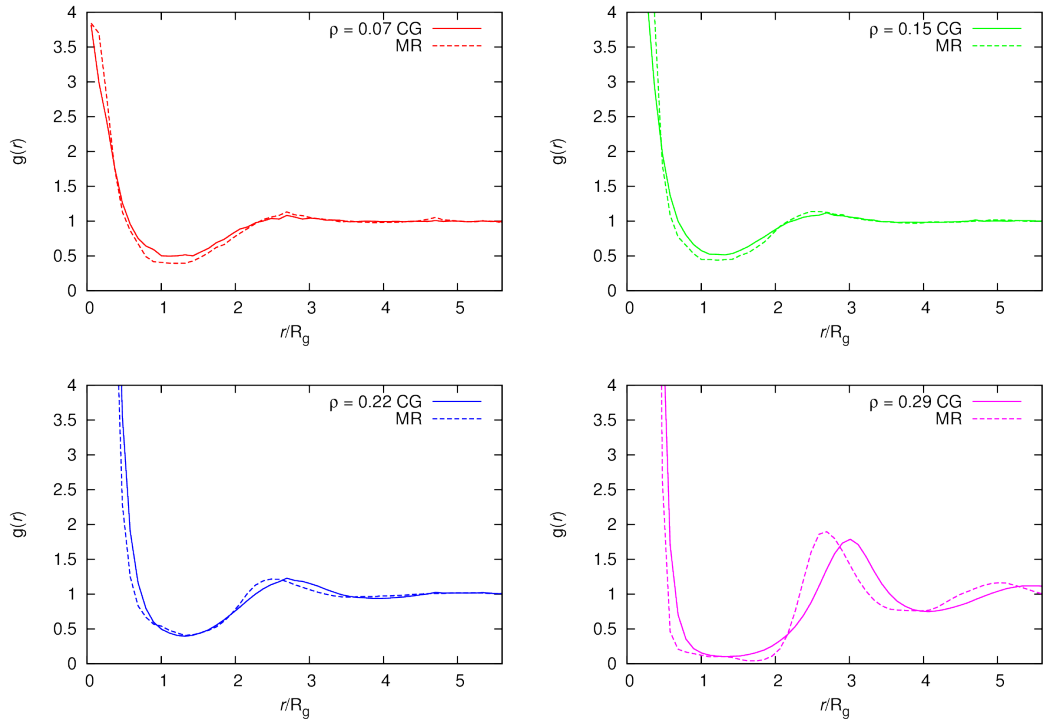 ρ = 0.07 CG
MR
4
3.5
3
2.5
2
1.5
1
0.5
0
g(r)
0 1 2 3 4 5
r/Rg
ρ = 0.15 CG
MR
4
3.5
3
2.5
2
1.5
1
0.5
0
g(r)
0 1 2 3 4 5
r/Rg
ρ = 0.22 CG
MR
4
3.5
3
2.5
2
1.5
1
0.5
0
g(r)
0 1 2 3 4 5
r/Rg
ρ = 0.29 CG
MR
4
3.5
3
2.5
2
1.5
1
0.5
0
g(r)
0 1 2 3 4 5
r/Rg